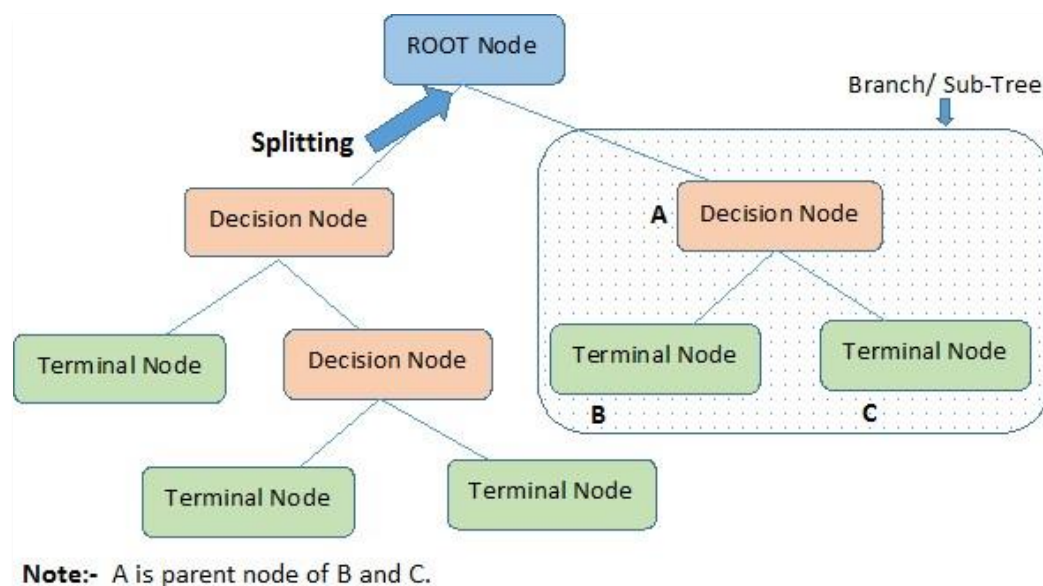 ROOT Node
Branch/ Sub-Tree
Splitting
Decision Node
A
Decision Node
Terminal Node
Decision Node
Terminal Node
Terminal Node
B
C
Terminal Node
Terminal Node
Note:- A is parent node of B and C.